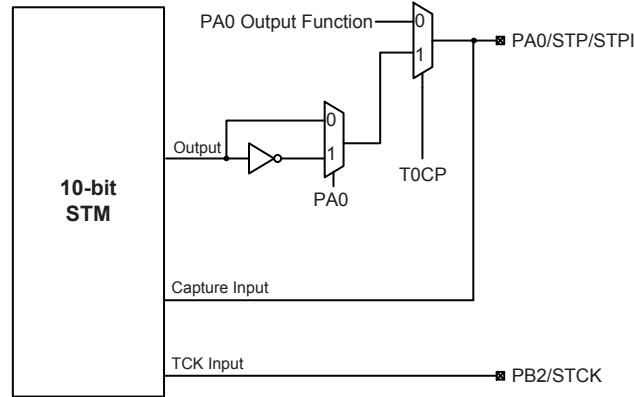 PA0 Output Function
0
1
PA0/STP/STPI
T0CP
Output
0
1
PA0
10-bit
STM
Capture Input
TCK Input
PB2/STCK